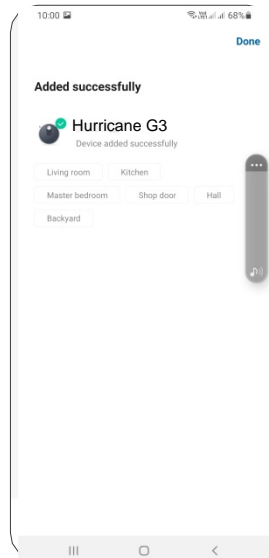 10:00 68%
Done
Added successfully
Hurricane G3
Device added successfully
Living room Kitchen
Master bedroom Shop door Hall
Backyard